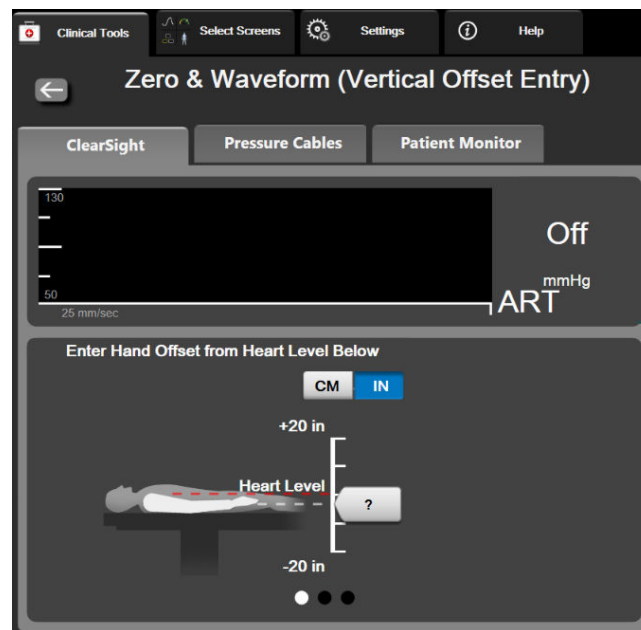 Clinical Tools Select Screens Settings Help
Zero & Waveform (Vertical Offset Entry)
ClearSight Pressure Cables Patient Monitor
130
Off
mmHg
50
ART
25 mm/sec
Enter Hand Offset from Heart Level Below
CM IN
+20 in
Heart Level
?
-20 in